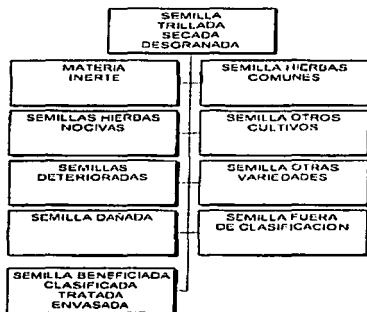 SEMILLA
TRILLADA
SECADA
DESGRANADA
MATERIA
INERTE
SEMILLA HIERBAS
COMUNES
SEMILLAS HIERBAS
NOCIVAS
SEMILLA OTROS
CULTIVOS
SEMILLAS
DETERIORADAS
SEMILLA OTRAS
VARIEDADES
SEMILLA DAÑADA
SEMILLA FUERA
DE CLASIFICACION
SEMILLA BENEFICIADA
CLASIFICADA
TRATADA
ENVASADA